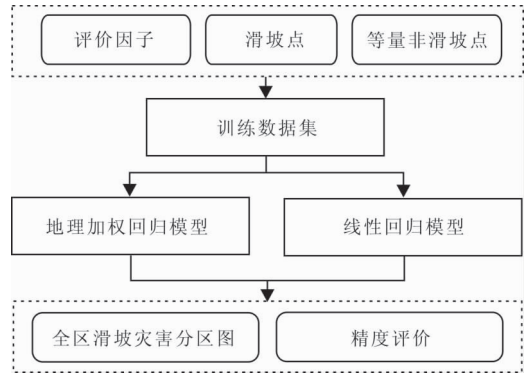 评价因子
滑坡点
等量非滑坡点
训练数据集
地理加权回归模型
线性回归模型
全区滑坡灾害分区图
精度评价